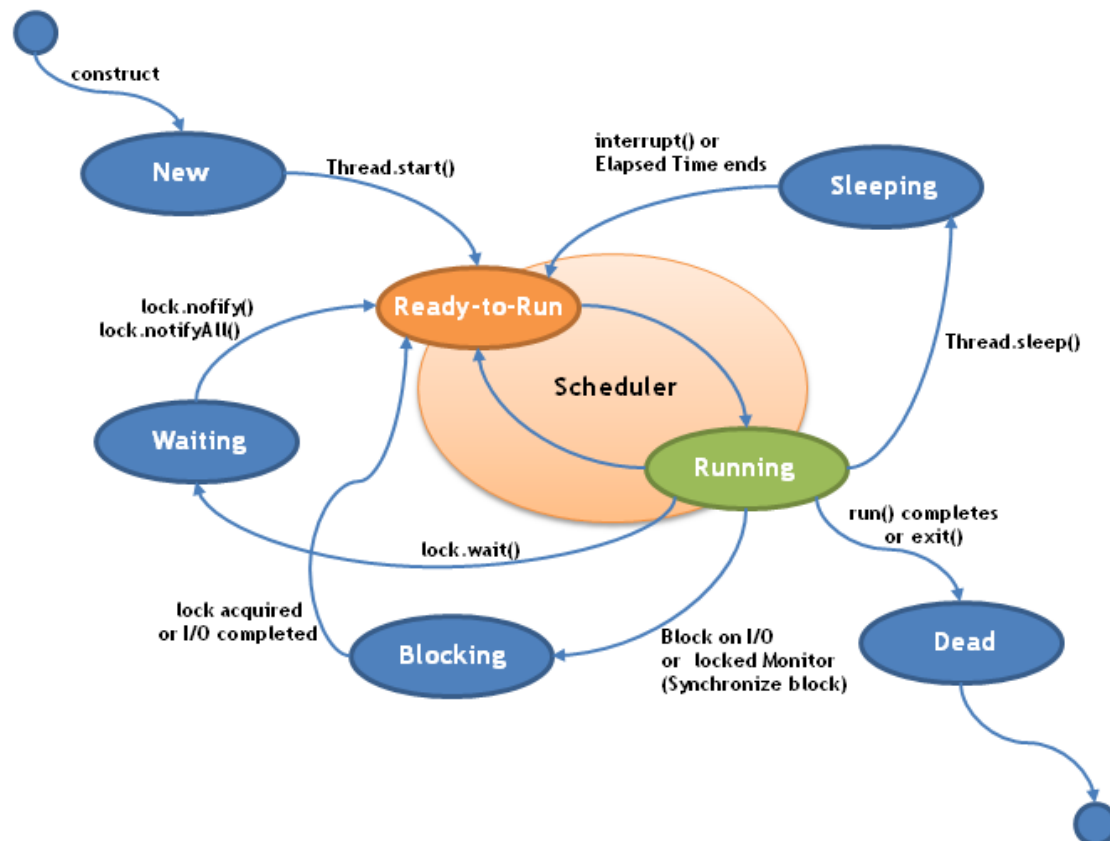 construct
New
Thread.start()
interrupt() or
Elapsed Time ends
Sleeping
Ready-to-Run
lock.nofify()
lock.notifyAll()
Scheduler
Thread.sleep()
Waiting
Running
run() completes
or exit()
lock.wait()
lock acquired
or I/O completed
Blocking
Block on I/O
or locked Monitor
(Synchronize block)
Dead